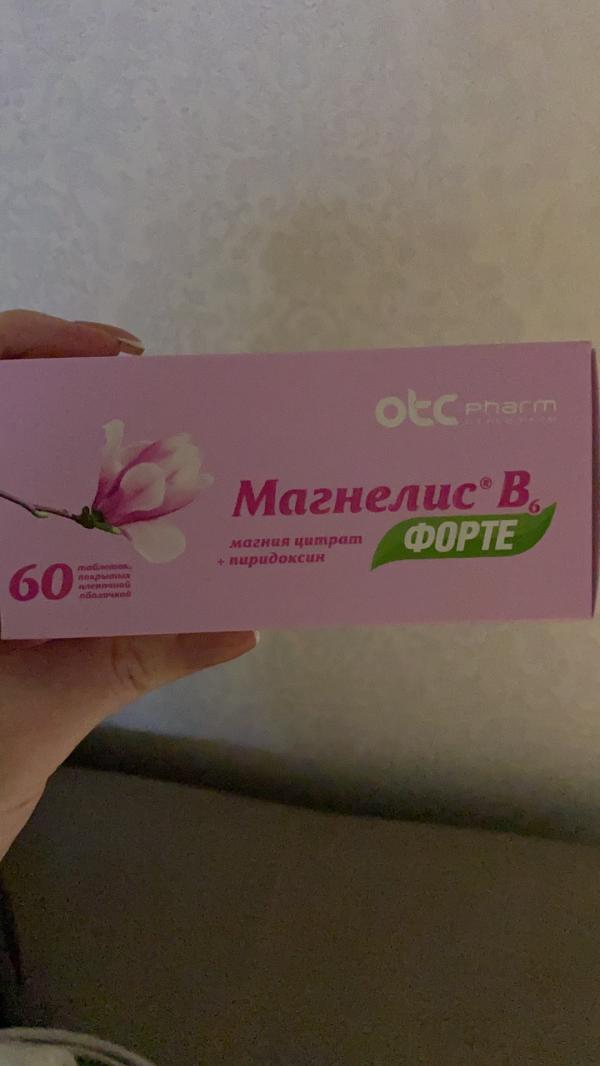 otc pharm
Магнелис® B6
ФОРТЕ
магния цитрат
+ пиридоксин
60
таблеток,
покрытых
пленочной
оболочкой